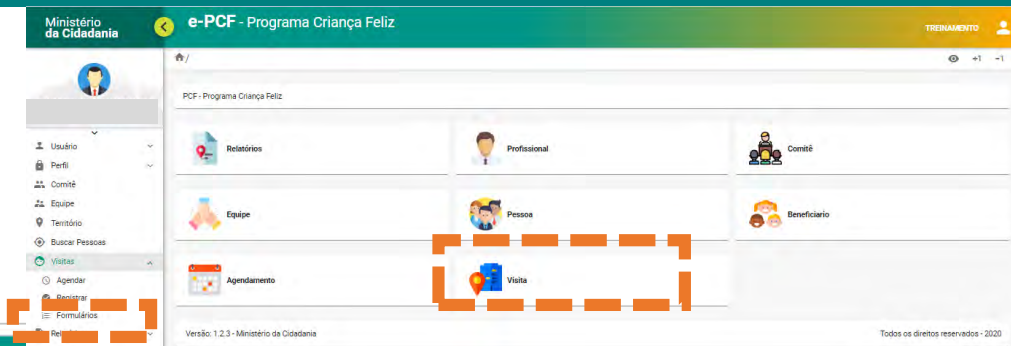 Ministério
da Cidadania
e-PCF - Programa Criança Feliz
TREINAMENTO
/
+1 -1
PCF - Programa Criança Feliz
Usuário
Perfil
Comitê
Equipe
Território
Buscar Pessoas
Visitas
Agendar
Registrar
Formulários
Relatórios
Profissional
Comitê
Equipe
Pessoa
Beneficiario
Agendamento
Visita
Versão: 1.2.3 - Ministério da Cidadania
Todos os direitos reservados - 2020